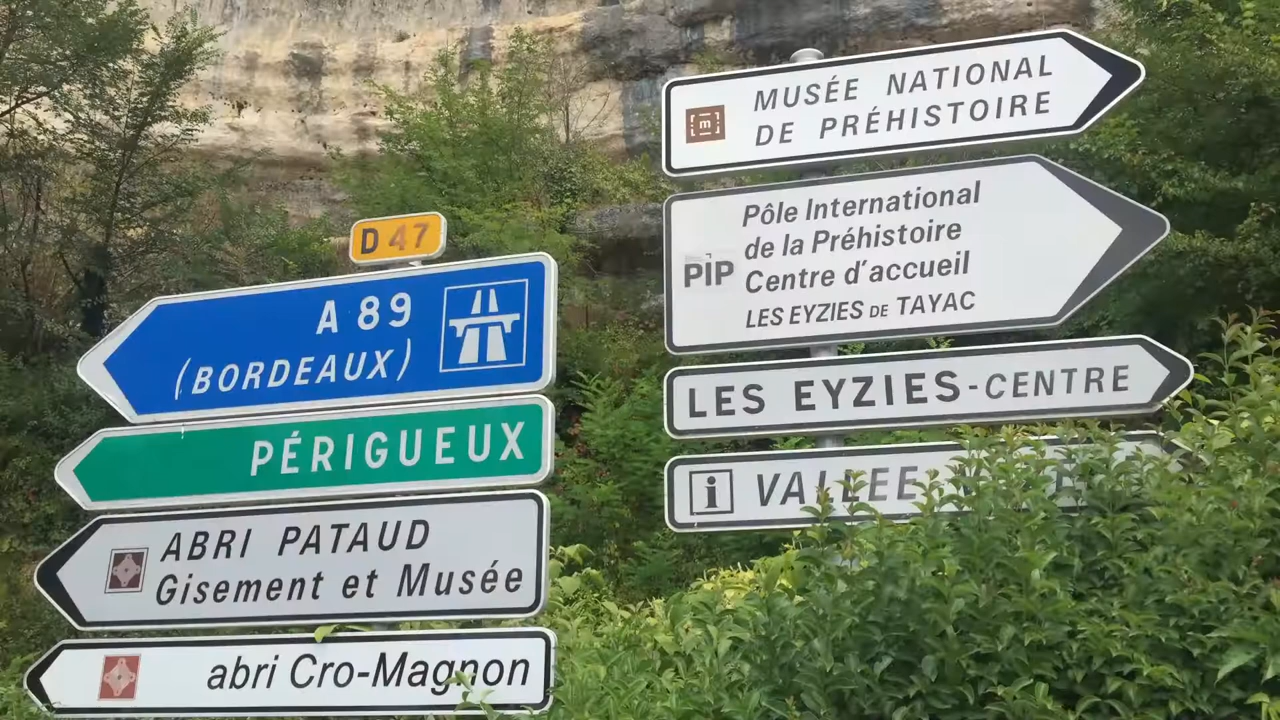 D 47
A 89
(BORDEAUX)
PÉRIGUEUX
ABRI PATAUD
Gisement et Musée
abri Cro-Magnon
m
MUSÉE NATIONAL
DE PRÉHISTOIRE
PIP
Pôle International
de la Préhistoire
Centre d'accueil
LES EYZIES DE TAYAC
LES EYZIES-CENTRE
i
VALLEE